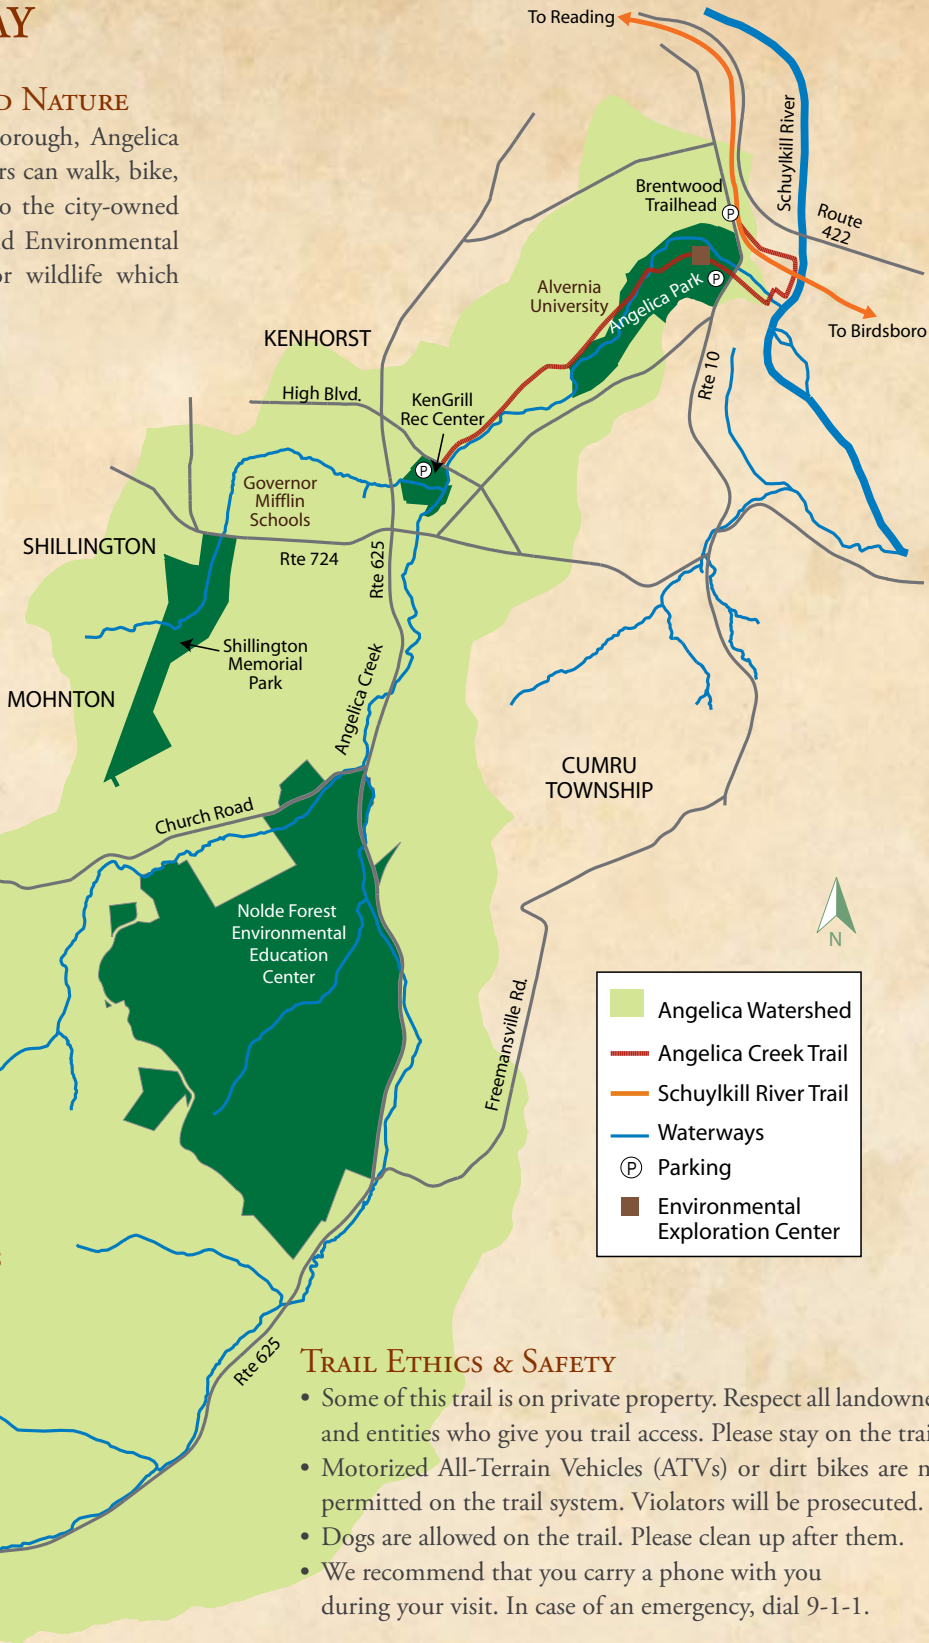 AY
D NATURE
orough, Angelica
rs can walk, bike,
o the city-owned
d Environmental
or wildlife which
To Reading
Schuylkill River
Brentwood
Trailhead
P
Route
422
Alvernia
University
Angelica Park
P
To Birdsboro
KENHORST
Rte 10
High Blvd.
KenGrill
Rec Center
P
Governor
Mifflin
Schools
SHILLINGTON
Rte 724
Rte 625
Shillington
Memorial
Park
MOHNTON
Angelica Creek
CUMRU
TOWNSHIP
Church Road
Nolde Forest
Environmental
Education
Center
N
Freemansville Rd.
Angelica Watershed
Angelica Creek Trail
Schuylkill River Trail
Waterways
P Parking
Environmental
Exploration Center
Rte 625
TRAIL ETHICS & SAFETY
• Some of this trail is on private property. Respect all landowne
and entities who give you trail access. Please stay on the trai
• Motorized All-Terrain Vehicles (ATVs) or dirt bikes are n
permitted on the trail system. Violators will be prosecuted.
• Dogs are allowed on the trail. Please clean up after them.
• We recommend that you carry a phone with you
during your visit. In case of an emergency, dial 9-1-1.